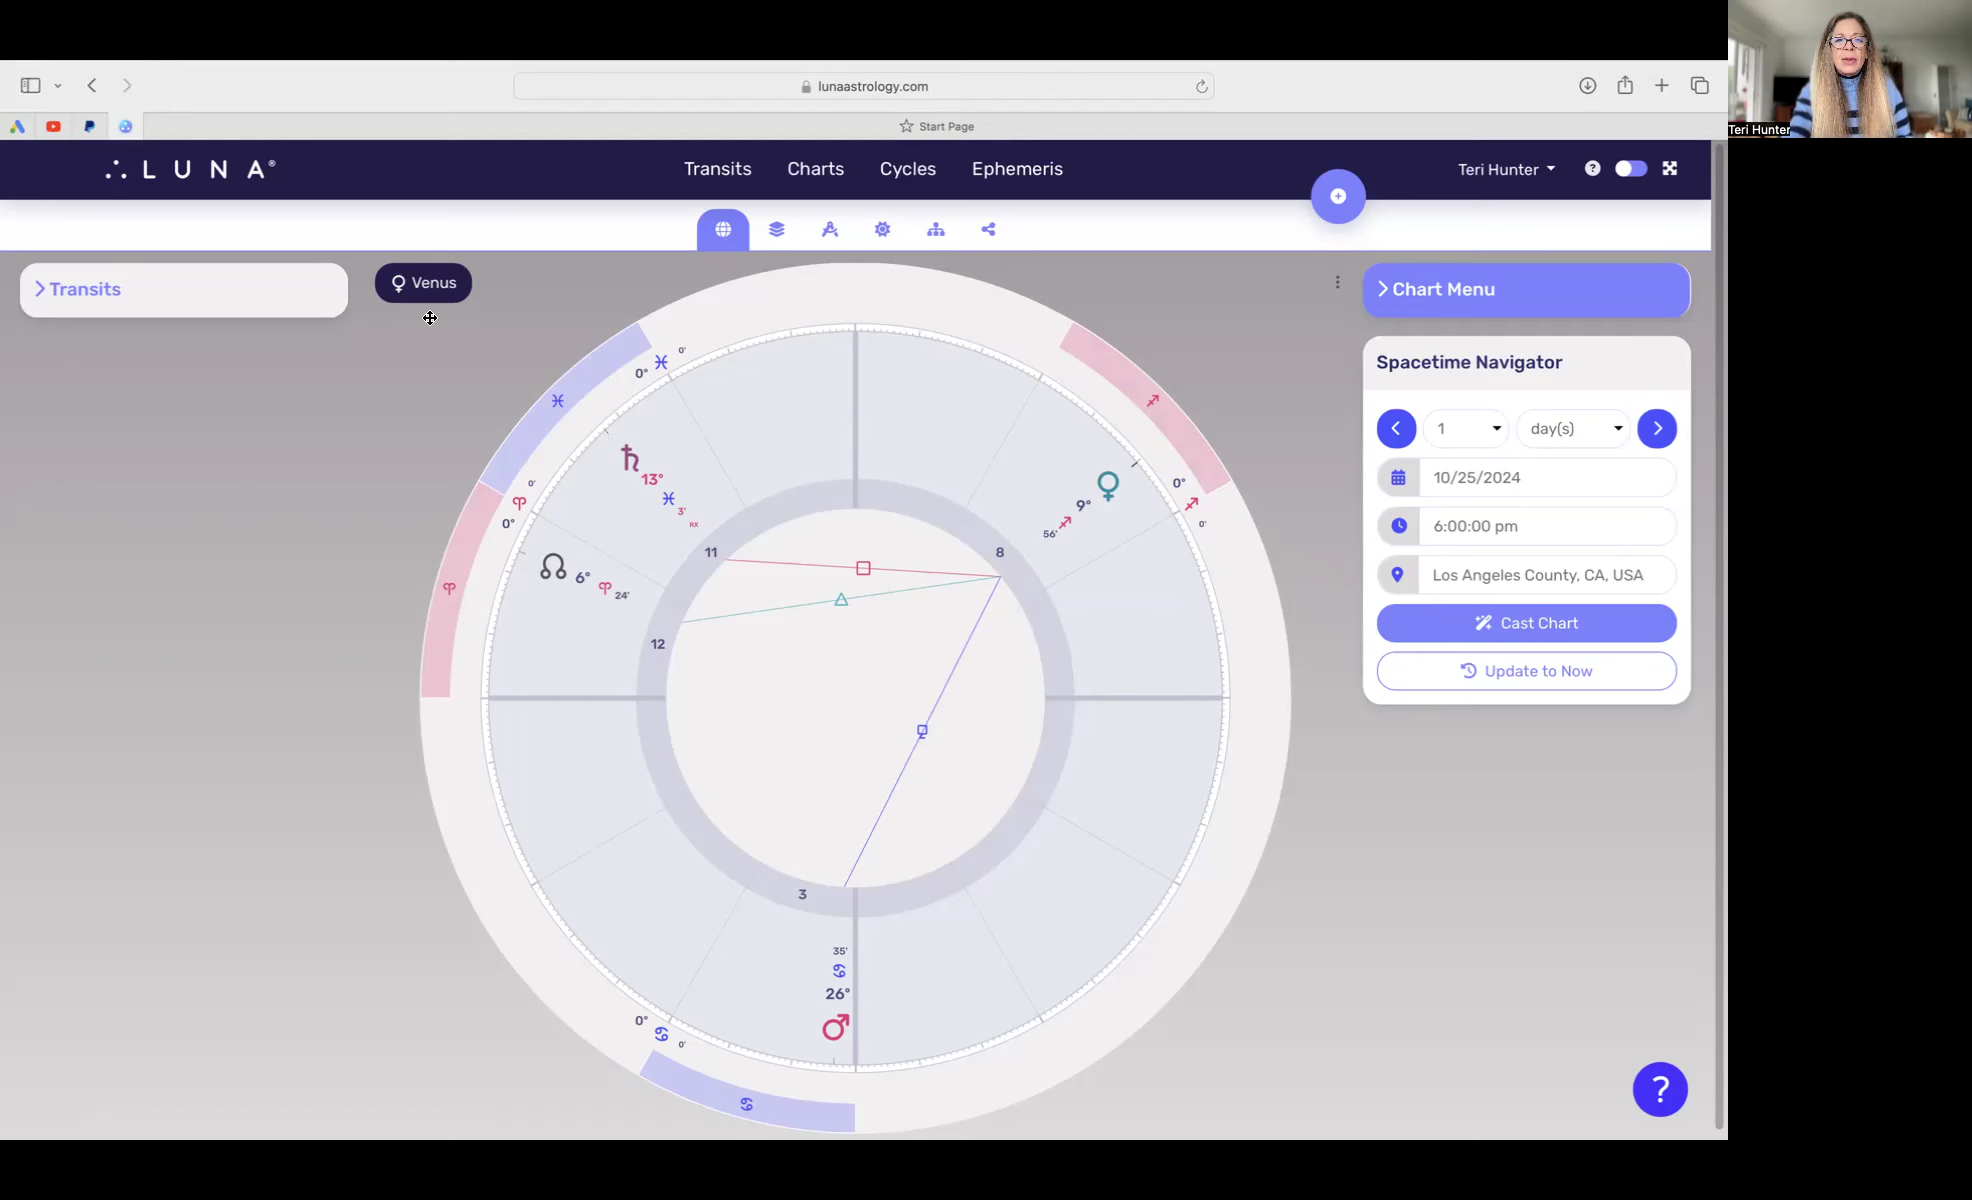 lunaastrology.com
Start Page
Teri Hunter
LUNA®
Transits
Charts
Cycles
Ephemeris
Teri Hunter
?
Transits
♀ Venus
Chart Menu
Spacetime Navigator
1
day(s)
10/25/2024
6:00:00 pm
Los Angeles County, CA, USA
Cast Chart
Update to Now
0° ♓ 0'
♓
♐
♄ 13° ♓ 3' RX
♀ 9° ♐ 56'
0° ♐ 0'
0° ♈ 0'
☊ 6° ♈ 24'
♈
11
8
12
3
35'
♋
26°
♂
0° ♋ 0'
♋
?